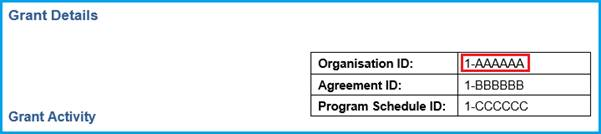 Grant Details
Organisation ID: 1-AAAAAA
Agreement ID: 1-BBBBBB
Program Schedule ID: 1-CCCCCC
Grant Activity